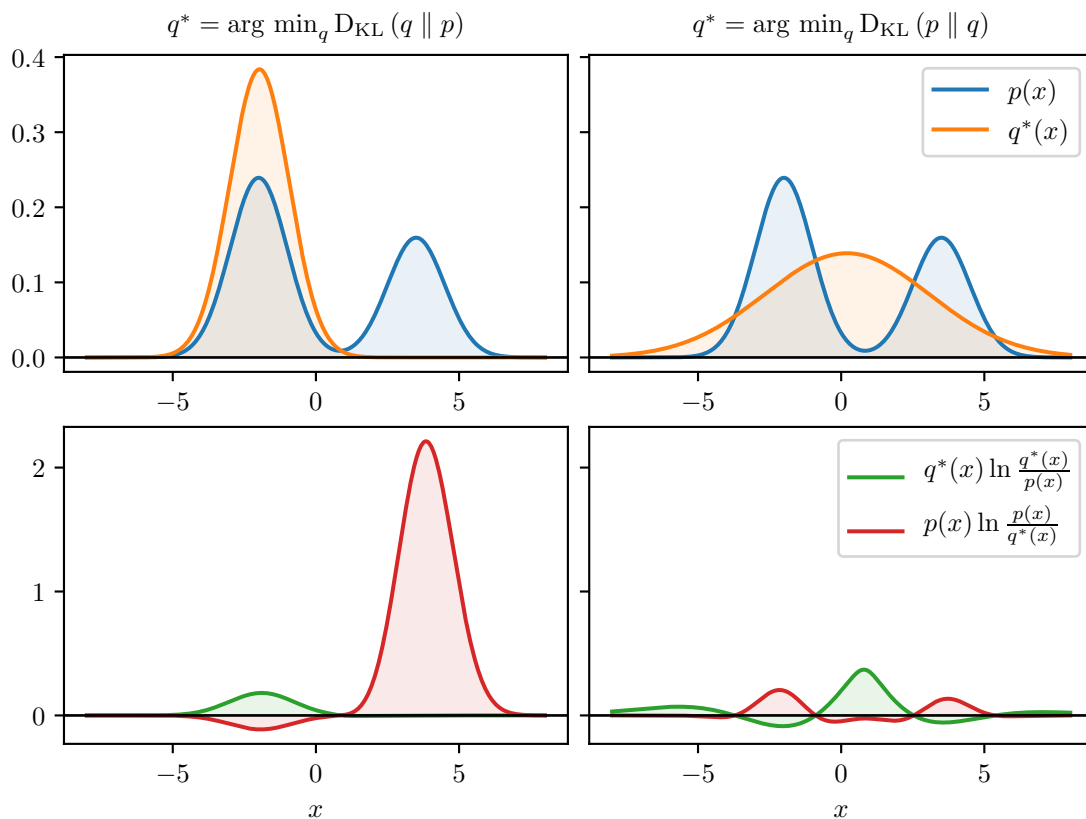 q* = arg min_q D_KL (q ∥ p)
q* = arg min_q D_KL (p ∥ q)
0.4
0.3
0.2
0.1
0.0
−5 0 5
p(x)
q*(x)
−5 0 5
2
1
0
−5 0 5
x
q*(x) ln q*(x)/p(x)
p(x) ln p(x)/q*(x)
−5 0 5
x